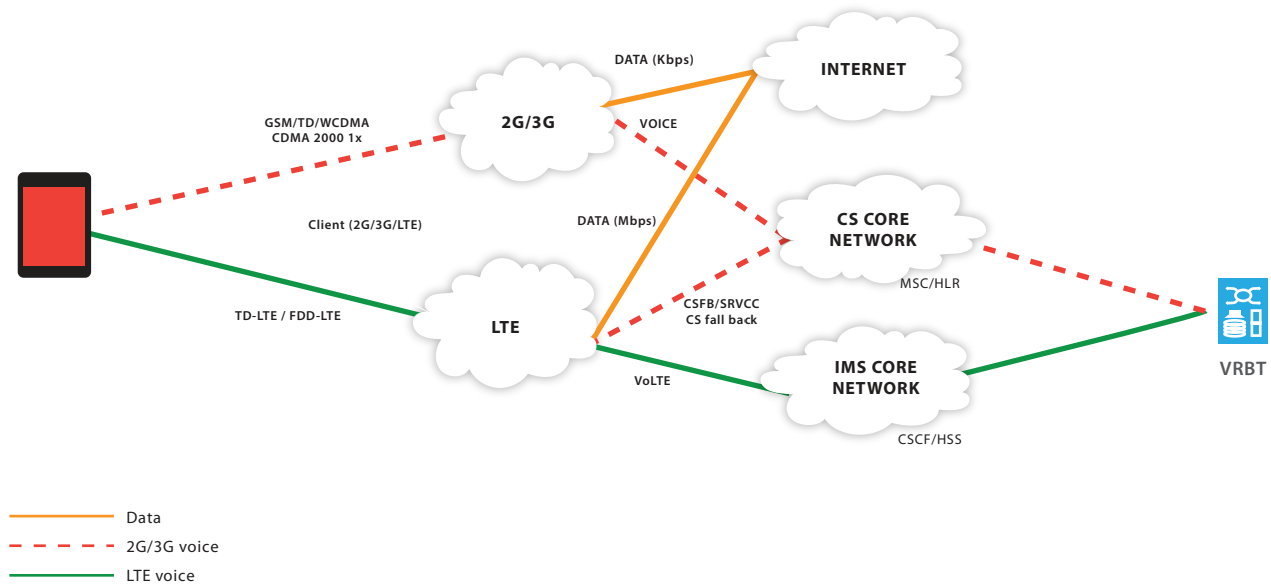 DATA (Kbps)
INTERNET
GSM/TD/WCDMA
CDMA 2000 1x
2G/3G
VOICE
Client (2G/3G/LTE)
DATA (Mbps)
CS CORE
NETWORK
MSC/HLR
TD-LTE / FDD-LTE
LTE
CSFB/SRVCC
CS fall back
VoLTE
IMS CORE
NETWORK
CSCF/HSS
VRBT
Data
2G/3G voice
LTE voice